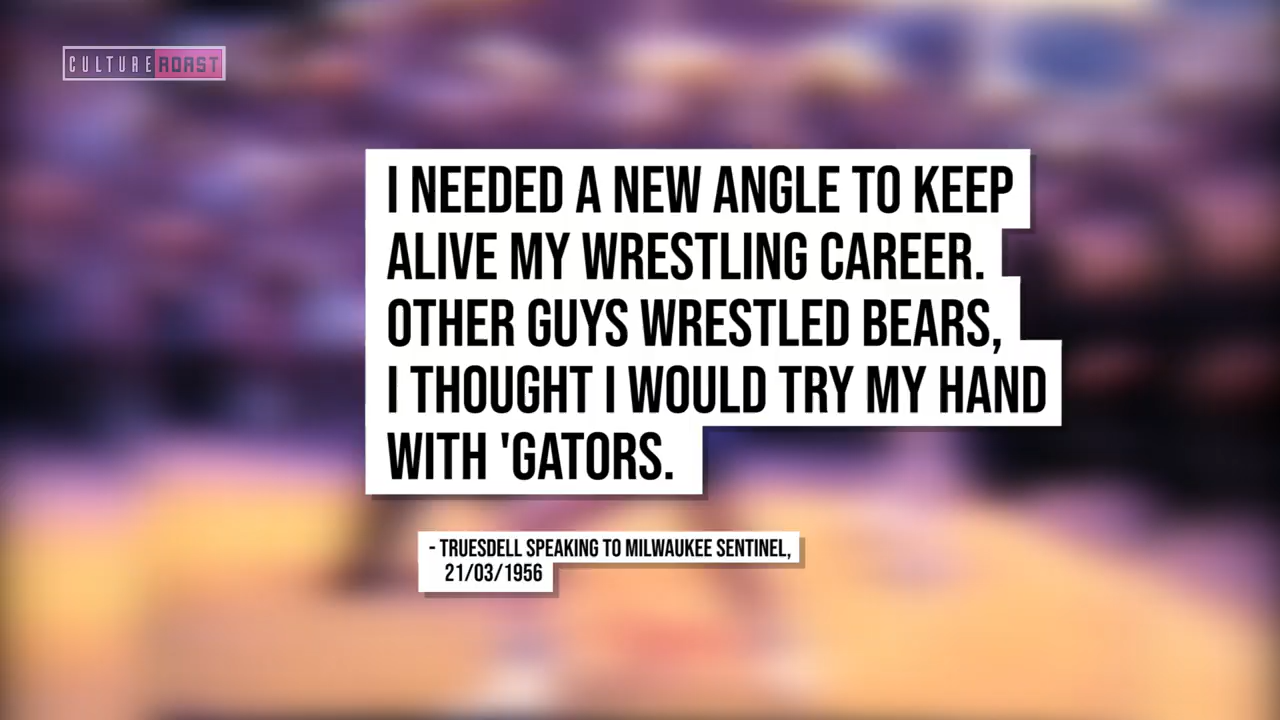 CULTURE ROAST
I NEEDED A NEW ANGLE TO KEEP
ALIVE MY WRESTLING CAREER.
OTHER GUYS WRESTLED BEARS,
I THOUGHT I WOULD TRY MY HAND
WITH 'GATORS.
- TRUESDELL SPEAKING TO MILWAUKEE SENTINEL,
21/03/1956